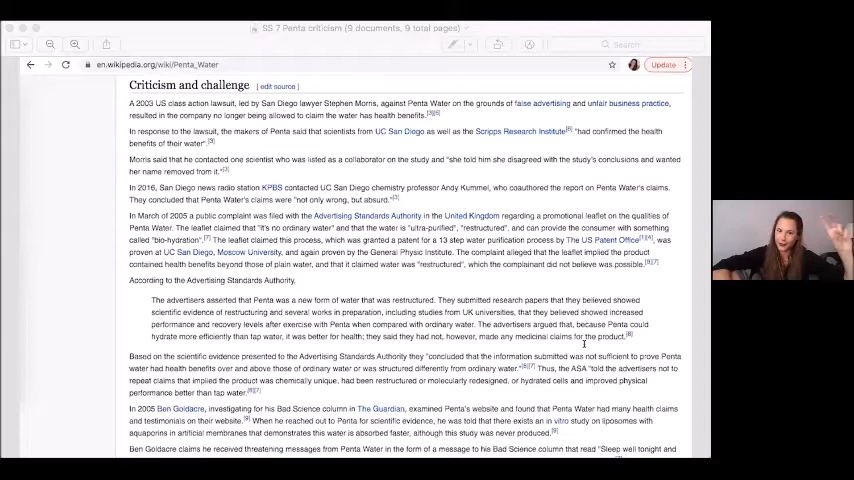 SS-7 Penta criticism (9 documents, 9 total pages)
Search
en.wikipedia.org/wiki/Penta_Water
Update
Criticism and challenge [ edit source ]
A 2003 US class action lawsuit, led by San Diego lawyer Stephen Morris, against Penta Water on the grounds of false advertising and unfair business practice,
resulted in the company no longer being allowed to claim the water has health benefits.[3][5]
In response to the lawsuit, the makers of Penta said that scientists from UC San Diego as well as the Scripps Research Institute[6] "had confirmed the health
benefits of their water".[3]
Morris said that he contacted one scientist who was listed as a collaborator on the study and "she told him she disagreed with the study's conclusions and wanted
her name removed from it."[3]
In 2016, San Diego news radio station KPBS contacted UC San Diego chemistry professor Andy Kummel, who coauthored the report on Penta Water's claims.
They concluded that Penta Water's claims were "not only wrong, but absurd."[3]
In March of 2005 a public complaint was filed with the Advertising Standards Authority in the United Kingdom regarding a promotional leaflet on the qualities of
Penta Water. The leaflet claimed that "it's no ordinary water" and that the water is "ultra-purified", "restructured", and can provide the consumer with something
called "bio-hydration".[7] The leaflet claimed this process, which was granted a patent for a 13 step water purification process by The US Patent Office[1][4], was
proven at UC San Diego, Moscow University, and again proven by the General Physic Institute. The complaint alleged that the leaflet implied the product
contained health benefits beyond those of plain water, and that it claimed water was "restructured", which the complainant did not believe was possible.[6][7]
According to the Advertising Standards Authority,
The advertisers asserted that Penta was a new form of water that was restructured. They submitted research papers that they believed showed
scientific evidence of restructuring and several works in preparation, including studies from UK universities, that they believed showed increased
performance and recovery levels after exercise with Penta when compared with ordinary water. The advertisers argued that, because Penta could
hydrate more efficiently than tap water, it was better for health; they said they had not, however, made any medicinal claims for the product.[8]
Based on the scientific evidence presented to the Advertising Standards Authority they "concluded that the information submitted was not sufficient to prove Penta
water had health benefits over and above those of ordinary water or was structured differently from ordinary water."[6][7] Thus, the ASA "told the advertisers not to
repeat claims that implied the product was chemically unique, had been restructured or molecularly redesigned, or hydrated cells and improved physical
performance better than tap water.[6][7]
In 2005 Ben Goldacre, investigating for his Bad Science column in The Guardian, examined Penta's website and found that Penta Water had many health claims
and testimonials on their website.[9] When he reached out to Penta for scientific evidence, he was told that there exists an in vitro study on liposomes with
aquaporins in artificial membranes that demonstrates this water is absorbed faster, although this study was never produced.[9]
Ben Goldacre claims he received threatening messages from Penta Water in the form of a message to his Bad Science column that read "Sleep well tonight and